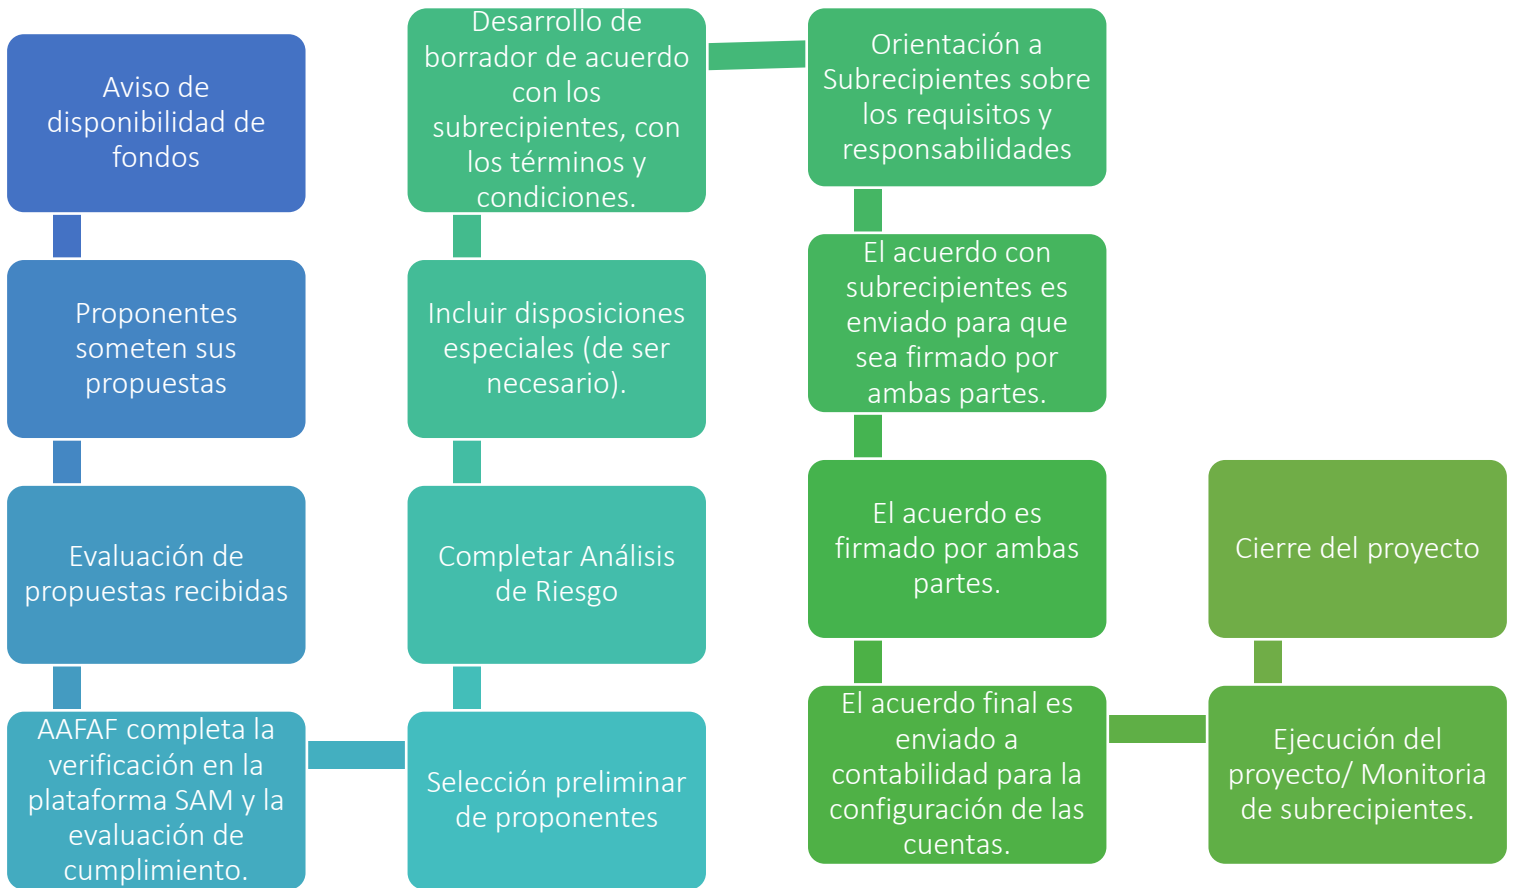 Aviso de
disponibilidad de
fondos
Proponentes
someten sus
propuestas
Evaluación de
propuestas recibidas
AAFAF completa la
verificación en la
plataforma SAM y la
evaluación de
cumplimiento.
Selección preliminar
de proponentes
Completar Análisis
de Riesgo
Incluir disposiciones
especiales (de ser
necesario).
Desarrollo de
borrador de acuerdo
con los
subrecipientes, con
los términos y
condiciones.
Orientación a
Subrecipientes sobre
los requisitos y
responsabilidades
El acuerdo con
subrecipientes es
enviado para que
sea firmado por
ambas partes.
El acuerdo es
firmado por ambas
partes.
El acuerdo final es
enviado a
contabilidad para la
configuración de las
cuentas.
Ejecución del
proyecto/ Monitoria
de subrecipientes.
Cierre del proyecto